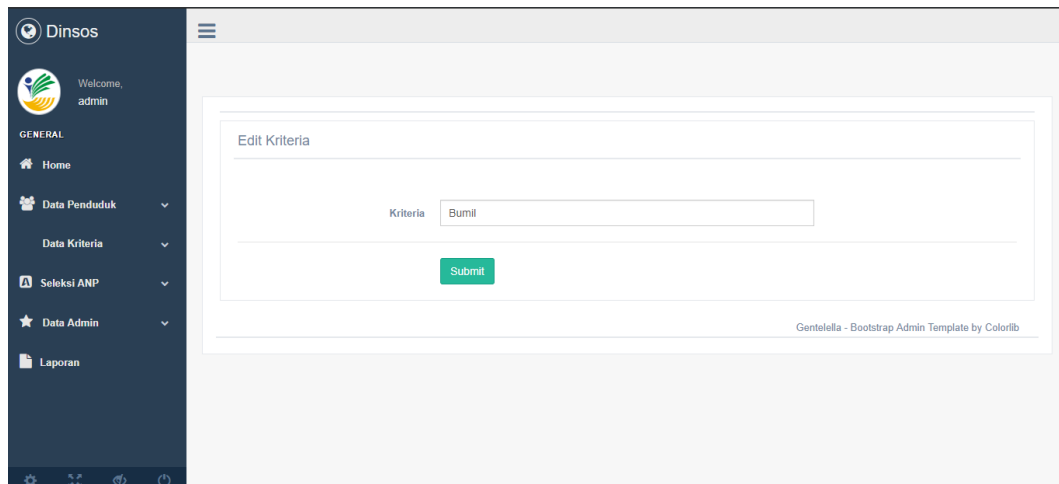 Dinsos
Welcome,
admin
GENERAL
Home
Data Penduduk
Data Kriteria
Seleksi ANP
Data Admin
Laporan
Edit Kriteria
Kriteria
Bumil
Submit
Gentelella - Bootstrap Admin Template by Colorlib